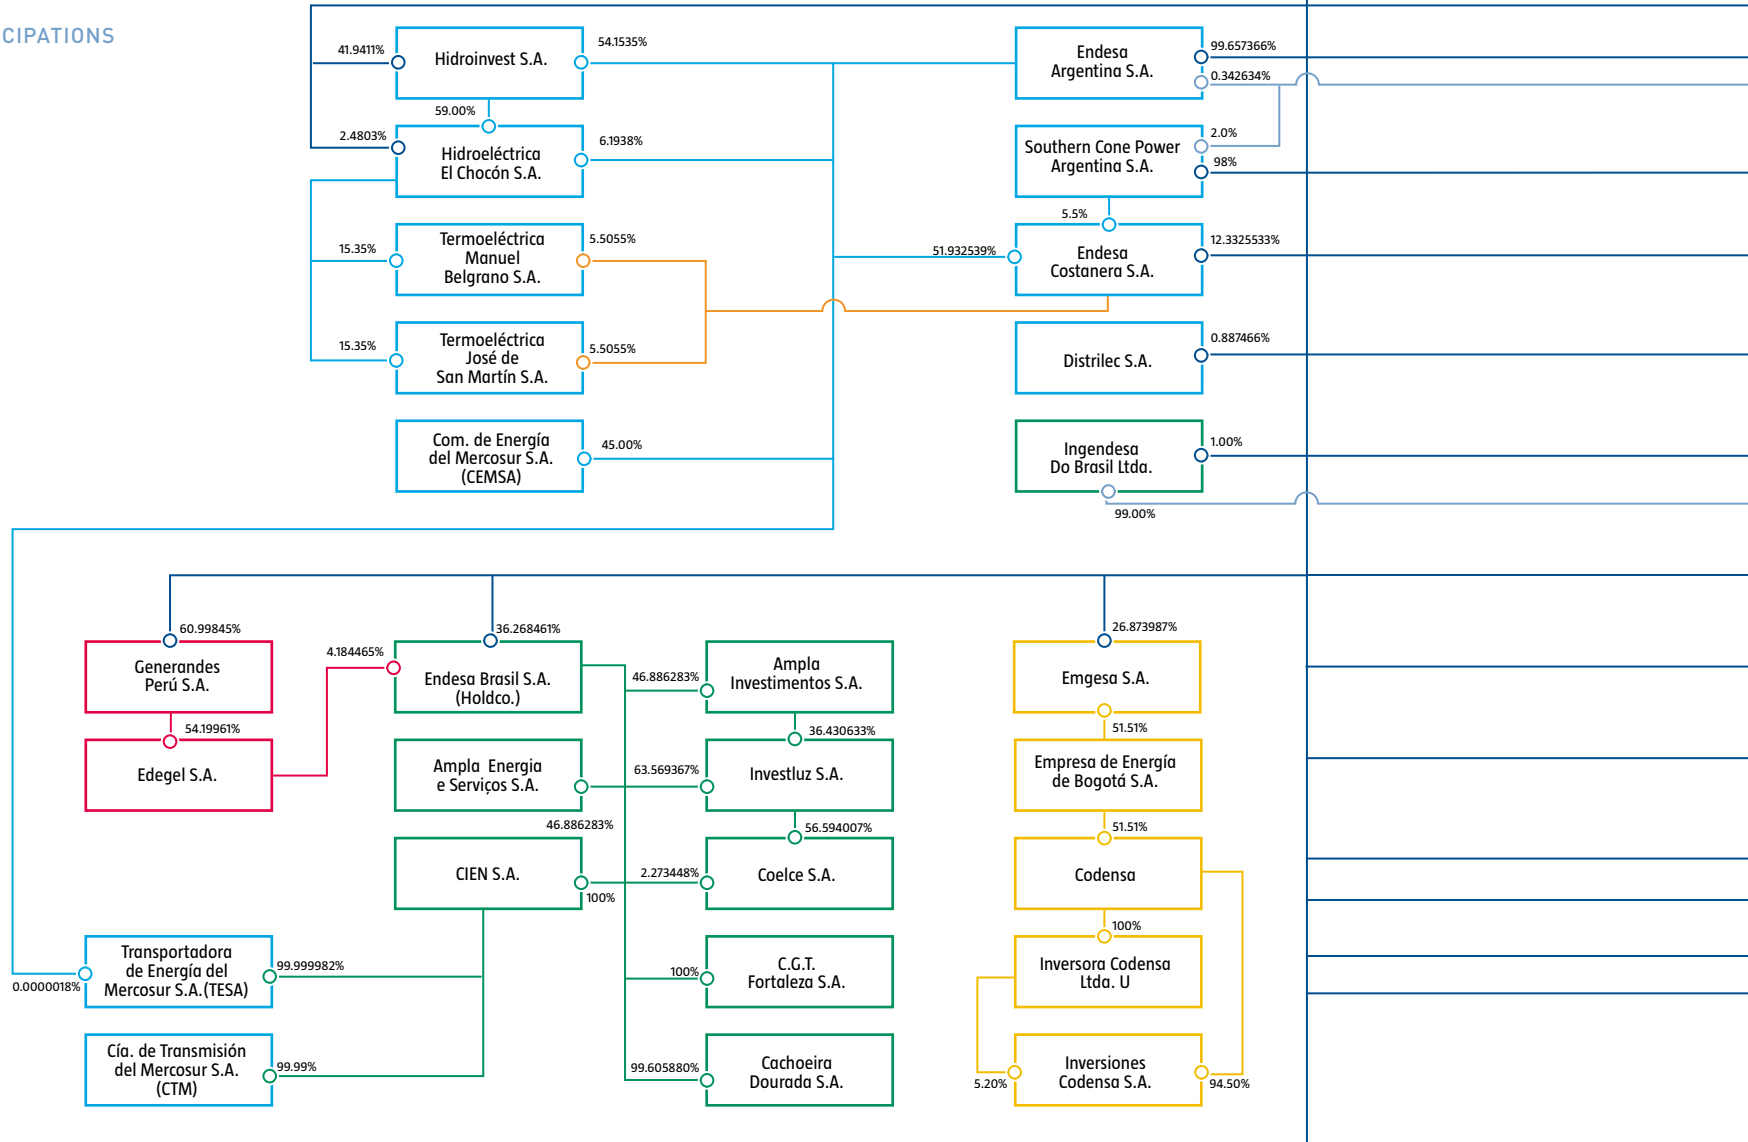 CIPATIONS
41.9411%
Hidroinvest S.A.
54.1535%
59.00%
2.4803%
Hidroeléctrica
El Chocón S.A.
6.1938%
15.35%
Termoeléctrica
Manuel
Belgrano S.A.
5.5055%
15.35%
Termoeléctrica
José de
San Martín S.A.
5.5055%
Com. de Energía
del Mercosur S.A.
(CEMSA)
45.00%
Endesa
Argentina S.A.
99.657366%
0.342634%
Southern Cone Power
Argentina S.A.
2.0%
98%
5.5%
51.932539%
Endesa
Costanera S.A.
12.3325533%
Distrilec S.A.
0.887466%
Ingendesa
Do Brasil Ltda.
1.00%
99.00%
60.99845%
Generandes
Perú S.A.
54.19961%
Edegel S.A.
4.184465%
36.268461%
Endesa Brasil S.A.
(Holdco.)
Ampla Energia
e Serviços S.A.
46.886283%
CIEN S.A.
100%
46.886283%
Ampla
Investimentos S.A.
36.430633%
63.569367%
Investluz S.A.
56.594007%
2.273448%
Coelce S.A.
100%
C.G.T.
Fortaleza S.A.
99.605880%
Cachoeira
Dourada S.A.
26.873987%
Emgesa S.A.
51.51%
Empresa de Energía
de Bogotá S.A.
51.51%
Codensa
100%
Inversora Codensa
Ltda. U
5.20%
Inversiones
Codensa S.A.
94.50%
0.0000018%
Transportadora
de Energía del
Mercosur S.A.(TESA)
99.999982%
Cía. de Transmisión
del Mercosur S.A.
(CTM)
99.99%